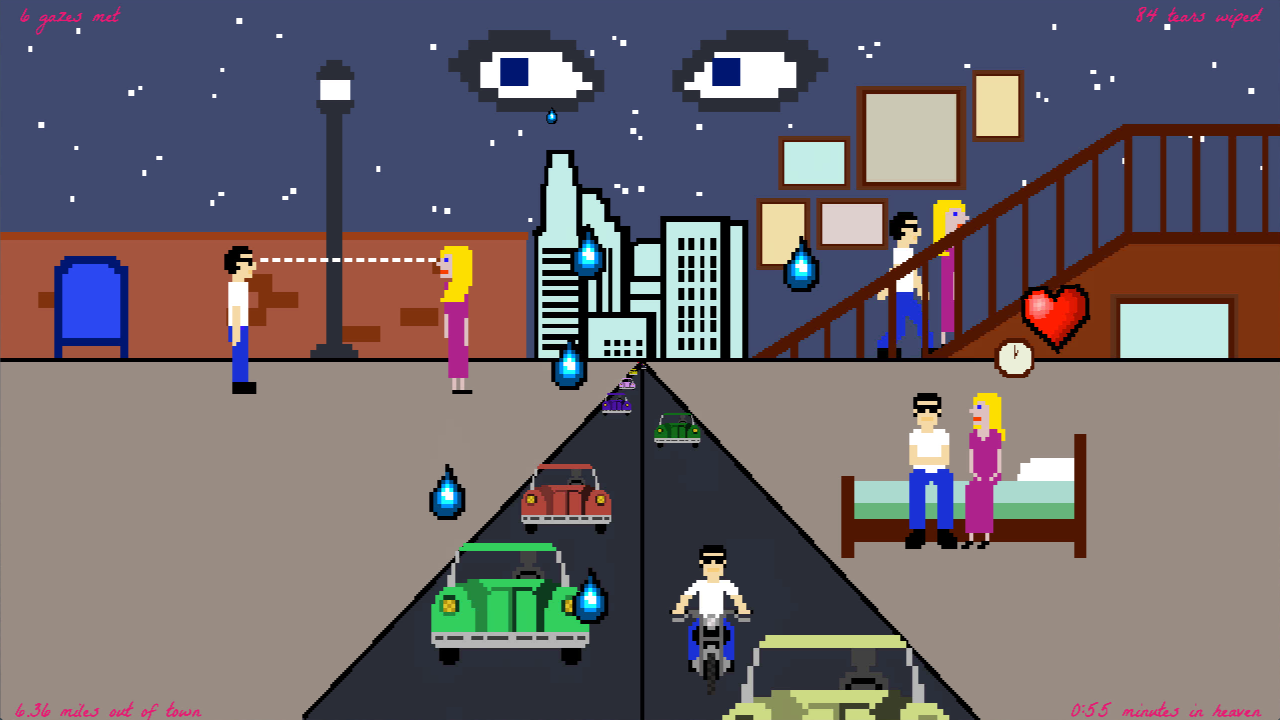 6 gazes met
84 tears wiped
6.36 miles out of town
0:55 minutes in heaven